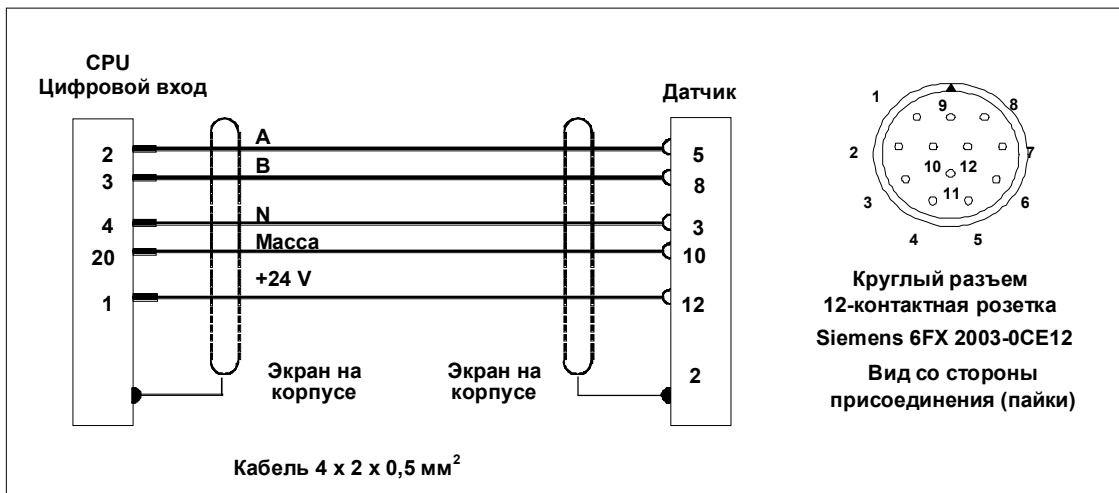 CPU
Цифровой вход
2
3
4
20
1
A
B
N
Масса
+24 V
Экран на
корпусе
Экран на
корпусе
Датчик
5
8
3
10
12
2
Кабель 4 x 2 x 0,5 мм²
1
9
8
2
10
12
7
3
11
6
4
5
Круглый разъем
12-контактная розетка
Siemens 6FX 2003-0CE12
Вид со стороны
присоединения (пайки)